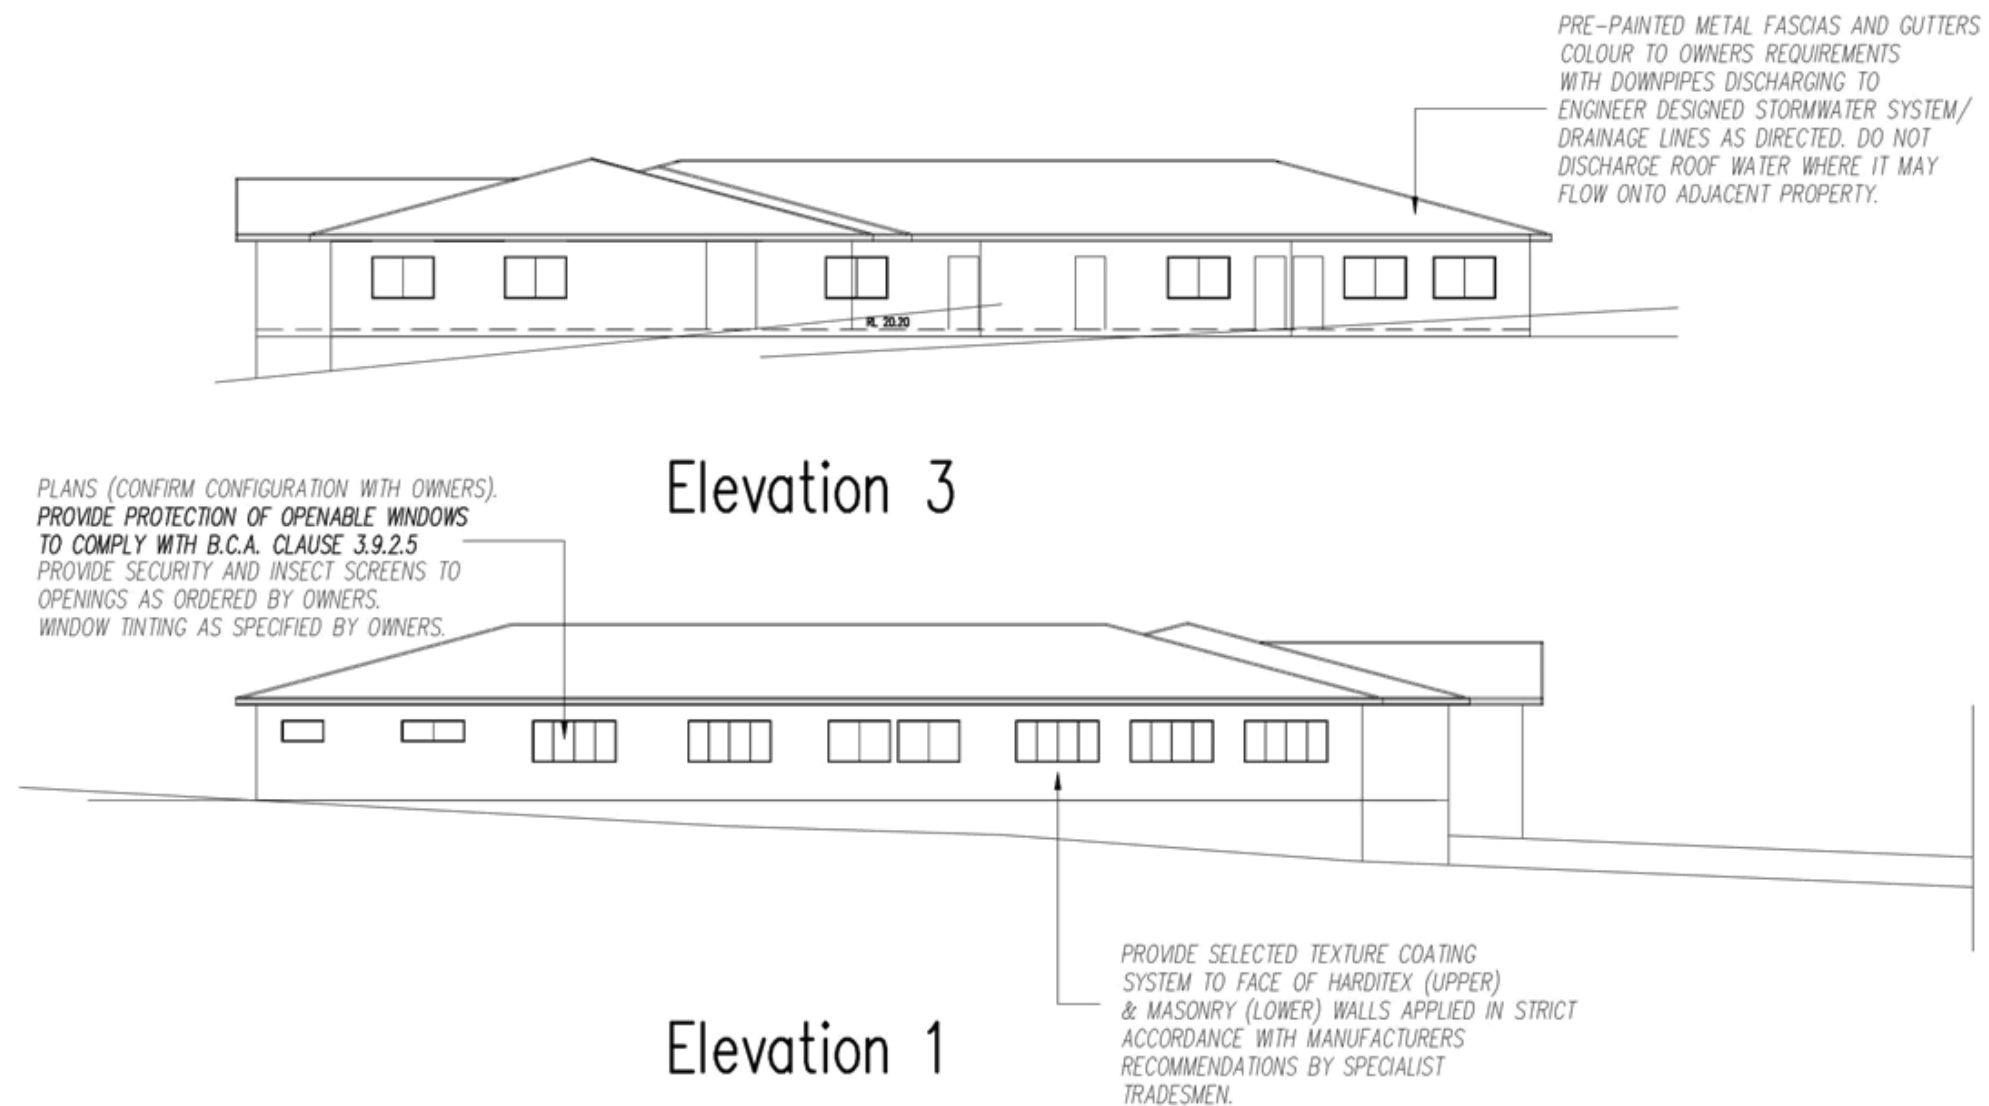 PRE-PAINTED METAL FASCIAS AND GUTTERS
COLOUR TO OWNERS REQUIREMENTS
WITH DOWNPIPES DISCHARGING TO
ENGINEER DESIGNED STORMWATER SYSTEM/
DRAINAGE LINES AS DIRECTED. DO NOT
DISCHARGE ROOF WATER WHERE IT MAY
FLOW ONTO ADJACENT PROPERTY.
RL 20.20
Elevation 3
PLANS (CONFIRM CONFIGURATION WITH OWNERS).
PROVIDE PROTECTION OF OPENABLE WINDOWS
TO COMPLY WITH B.C.A. CLAUSE 3.9.2.5
PROVIDE SECURITY AND INSECT SCREENS TO
OPENINGS AS ORDERED BY OWNERS.
WINDOW TINTING AS SPECIFIED BY OWNERS.
PROVIDE SELECTED TEXTURE COATING
SYSTEM TO FACE OF HARDITEX (UPPER)
& MASONRY (LOWER) WALLS APPLIED IN STRICT
ACCORDANCE WITH MANUFACTURERS
RECOMMENDATIONS BY SPECIALIST
TRADESMEN.
Elevation 1